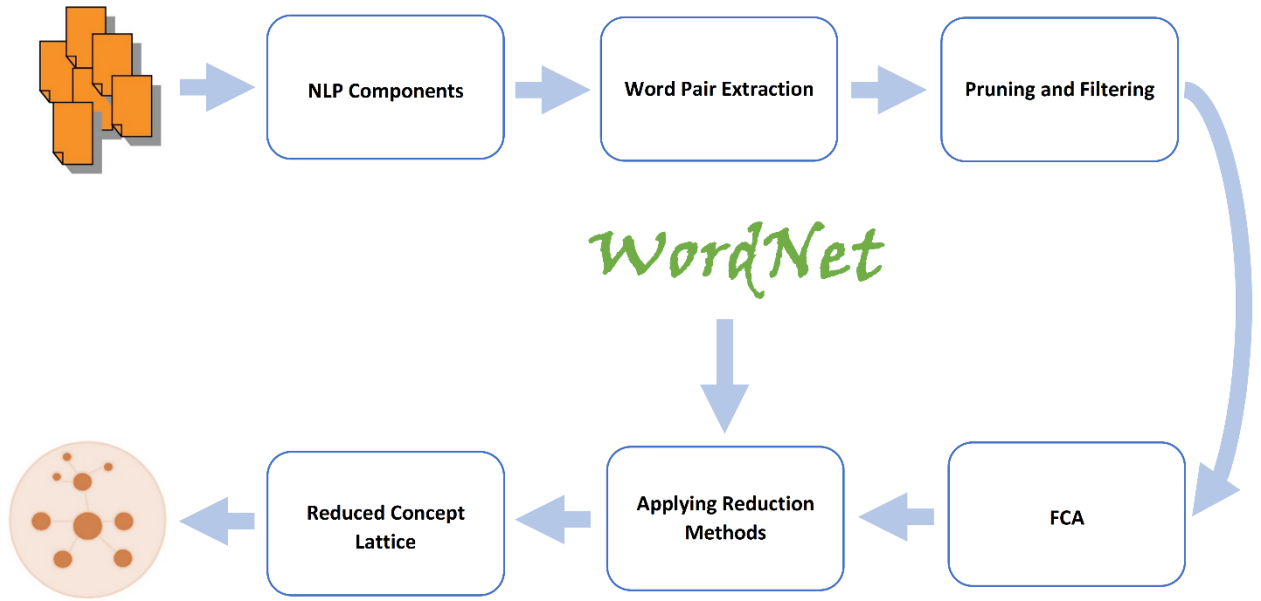 NLP Components
Word Pair Extraction
Pruning and Filtering
WordNet
Reduced Concept
Lattice
Applying Reduction
Methods
FCA